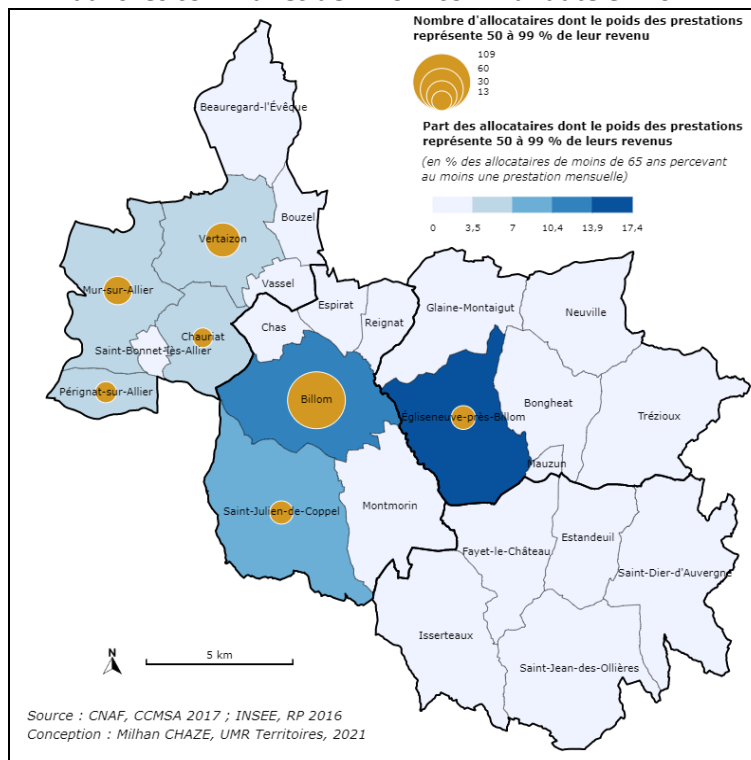 Nombre d'allocataires dont le poids des prestations
représente 50 à 99 % de leur revenu
109
60
30
13
Part des allocataires dont le poids des prestations
représente 50 à 99 % de leurs revenus
(en % des allocataires de moins de 65 ans percevant
au moins une prestation mensuelle)
0 3,5 7 10,4 13,9 17,4
Beauregard-l'Évêque
Bouzel
Vertaizon
Vassel
Mur-sur-Allier
Espirat
Glaine-Montaigut
Neuville
Reignat
Chas
Chauriat
Saint-Bonnet-lès-Allier
Pérignat-sur-Allier
Billom
Égliseneuve-près-Billom
Bongheat
Trézioux
Mauzun
Saint-Julien-de-Coppel
Montmorin
Estandeuil
Fayet-le-Château
Saint-Dier-d'Auvergne
Isserteaux
Saint-Jean-des-Ollières
N
5 km
Source : CNAF, CCMSA 2017 ; INSEE, RP 2016
Conception : Milhan CHAZE, UMR Territoires, 2021